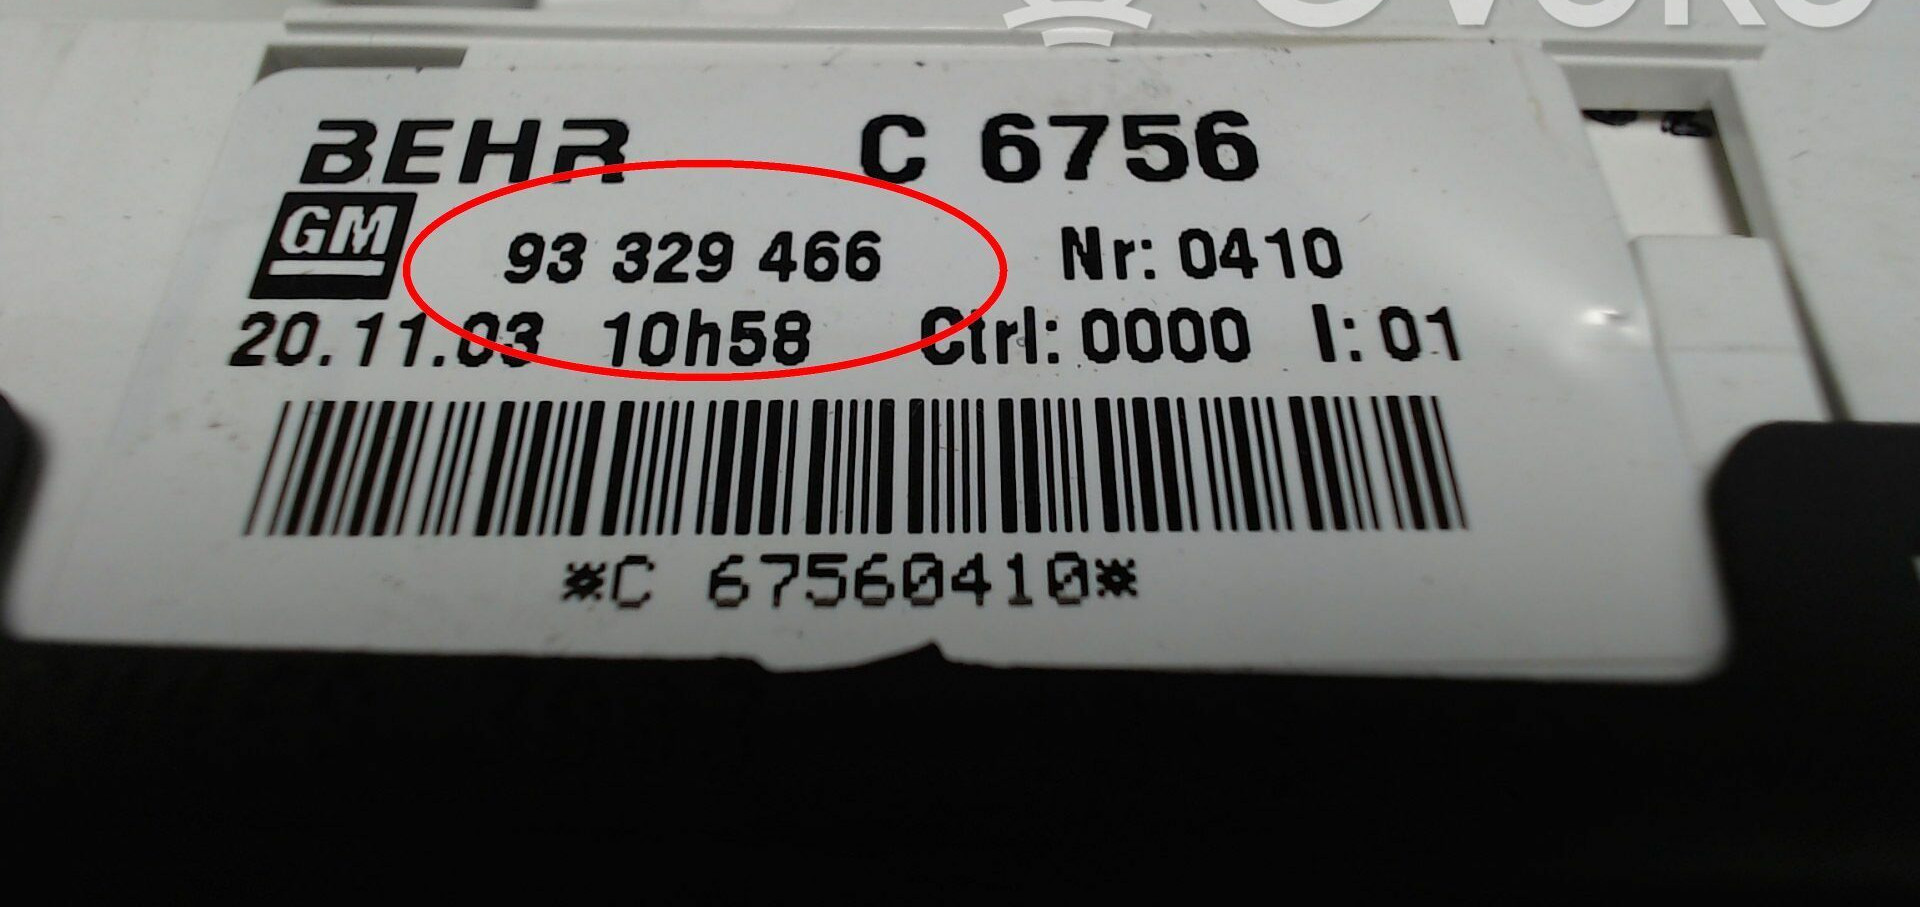 BEHR C 6756
GM 93 329 466 Nr: 0410
20.11.03 10h58 Ctrl: 0000 I: 01
*C 67560410*